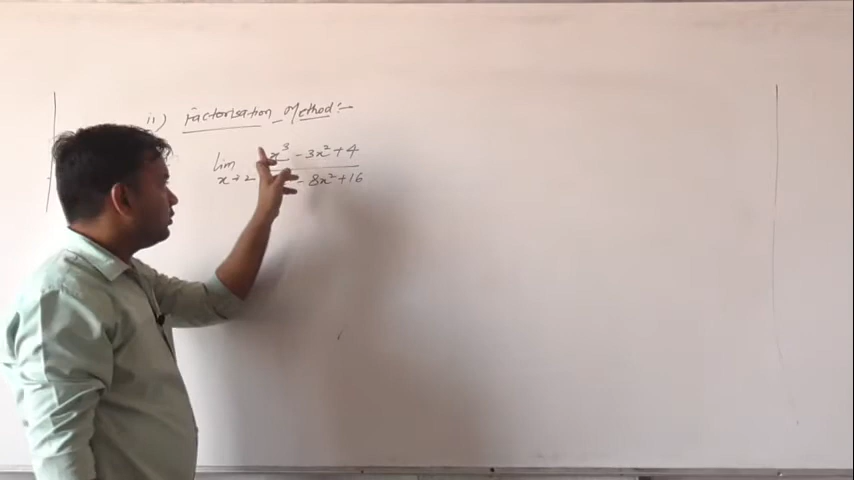 ii) Factorisation Method :-
lim x³ - 3x² + 4
x→2 - 8x² + 16